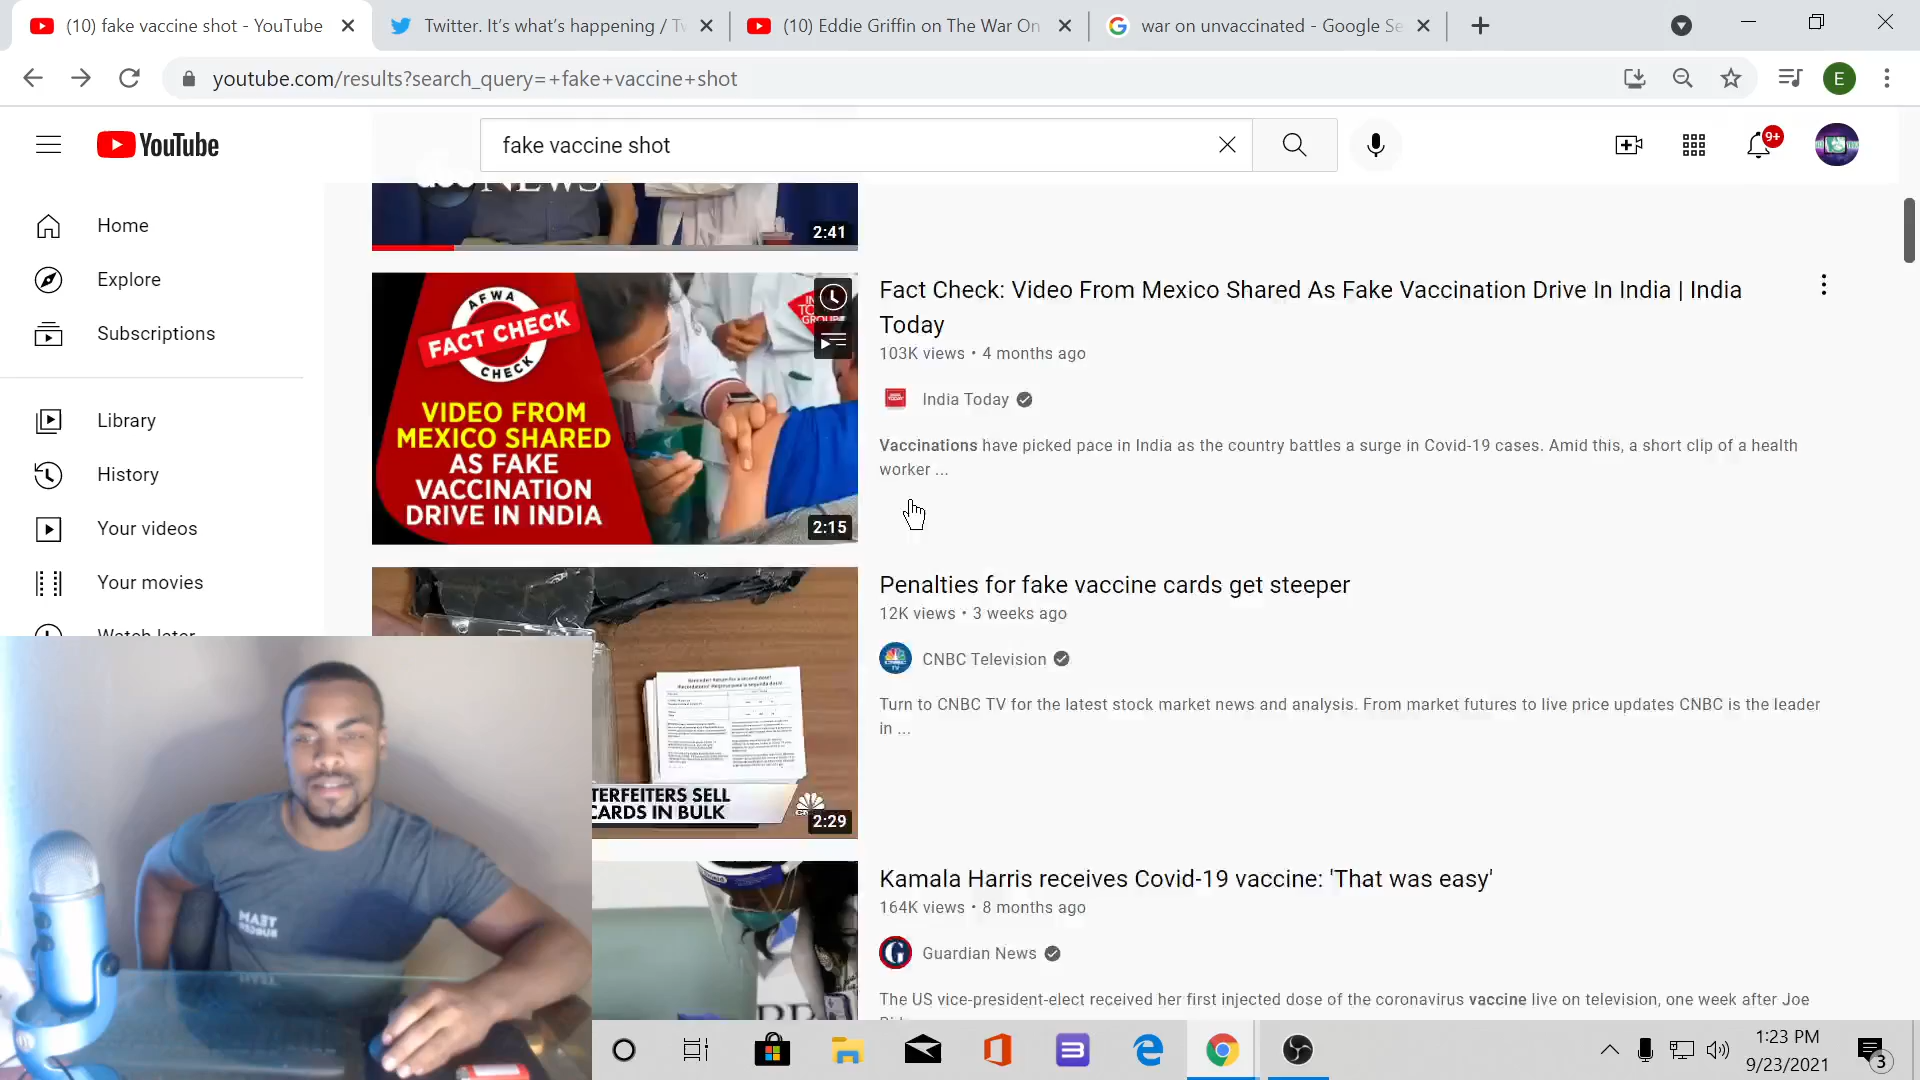 (10) fake vaccine shot - YouTube
Twitter. It's what's happening / Tw
(10) Eddie Griffin on The War On
war on unvaccinated - Google Se
youtube.com/results?search_query=+fake+vaccine+shot
E
YouTube
fake vaccine shot
9+
Home
Explore
Subscriptions
Library
History
Your videos
Your movies
Watch later
NEWS
2:41
AFWA
FACT CHECK
CHECK
VIDEO FROM
MEXICO SHARED
AS FAKE
VACCINATION
DRIVE IN INDIA
2:15
Fact Check: Video From Mexico Shared As Fake Vaccination Drive In India | India
Today
103K views • 4 months ago
India Today
Vaccinations have picked pace in India as the country battles a surge in Covid-19 cases. Amid this, a short clip of a health
worker ...
TERFEITERS SELL
CARDS IN BULK
2:29
Penalties for fake vaccine cards get steeper
12K views • 3 weeks ago
CNBC Television
Turn to CNBC TV for the latest stock market news and analysis. From market futures to live price updates CNBC is the leader
in ...
Kamala Harris receives Covid-19 vaccine: 'That was easy'
164K views • 8 months ago
Guardian News
The US vice-president-elect received her first injected dose of the coronavirus vaccine live on television, one week after Joe
TEAM
1:23 PM
9/23/2021
3